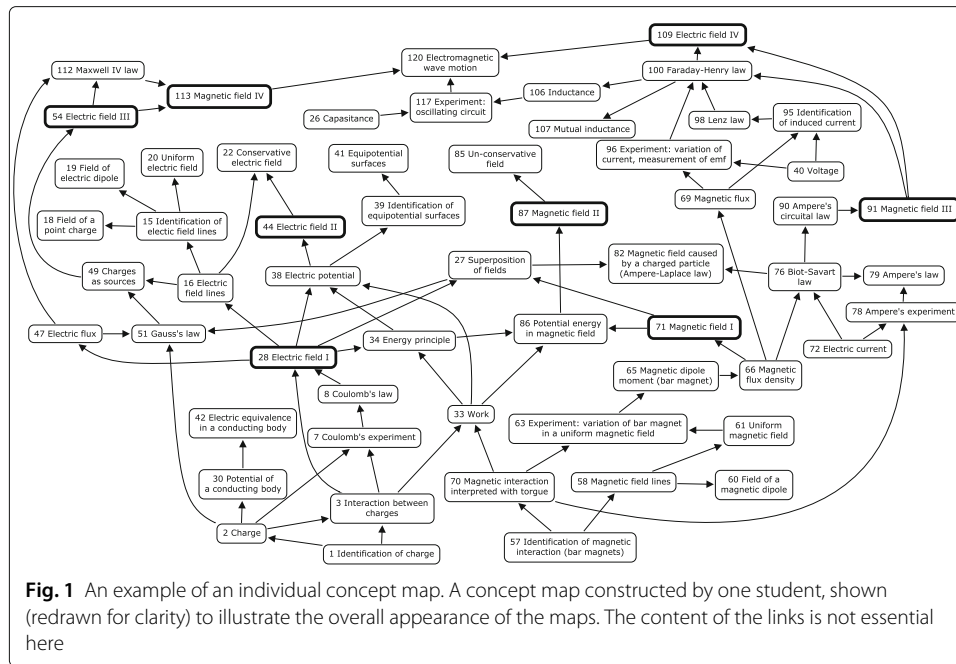 109 Electric field IV
112 Maxwell IV law
120 Electromagnetic
wave motion
100 Faraday-Henry law
113 Magnetic field IV
106 Inductance
117 Experiment:
oscillating circuit
54 Electric field III
26 Capasitance
98 Lenz law
95 Identification
of induced current
107 Mutual inductance
20 Uniform
electric field
22 Conservative
electric field
41 Equipotential
surfaces
85 Un-conservative
field
96 Experiment: variation of
current, measurement of emf
40 Voltage
19 Field of
electric dipole
39 Identification of
equipotential surfaces
69 Magnetic flux
90 Ampere's
circuital law
91 Magnetic field III
18 Field of a
point charge
15 Identification of
electic field lines
44 Electric field II
87 Magnetic field II
82 Magnetic field caused
by a charged particle
(Ampere-Laplace law)
27 Superposition
of fields
49 Charges
as sources
16 Electric
field lines
38 Electric potential
76 Biot-Savart
law
79 Ampere's law
78 Ampere's experiment
47 Electric flux
51 Gauss's law
34 Energy principle
86 Potential energy
in magnetic field
71 Magnetic field I
72 Electric current
28 Electric field I
65 Magnetic dipole
moment (bar magnet)
66 Magnetic
flux density
8 Coulomb's law
42 Electric equivalence
in a conducting body
33 Work
63 Experiment: variation of bar magnet
in a uniform magnetic field
61 Uniform
magnetic field
7 Coulomb's experiment
30 Potential of
a conducting body
70 Magnetic interaction
interpreted with torgue
58 Magnetic field lines
60 Field of
a magnetic dipole
3 Interaction between
charges
2 Charge
1 Identification of charge
57 Identification of magnetic
interaction (bar magnets)
Fig. 1 An example of an individual concept map. A concept map constructed by one student, shown
(redrawn for clarity) to illustrate the overall appearance of the maps. The content of the links is not essential
here